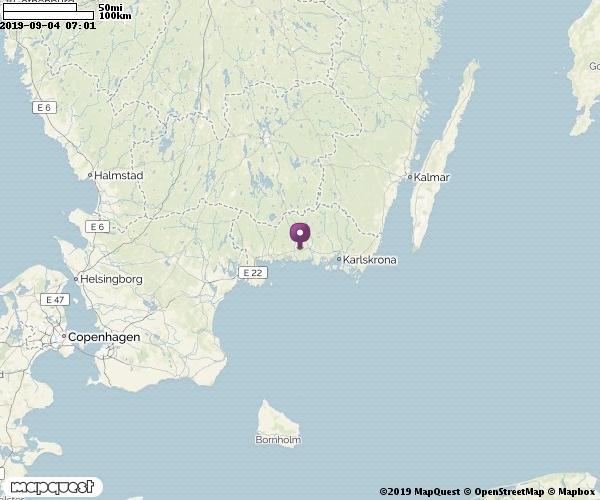 50mi
100km
2019-09-04 07:01
E 6
Halmstad
Kalmar
E 6
Karlskrona
E 22
Helsingborg
E 47
Copenhagen
Bornholm
mapquest
©2019 MapQuest © OpenStreetMap © Mapbox